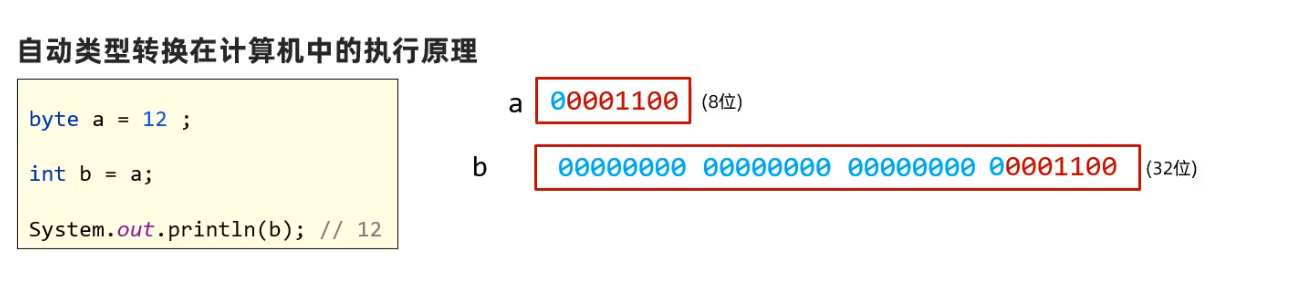 自动类型转换在计算机中的执行原理
byte a = 12 ;
int b = a;
System.out.println(b); // 12
a 00001100 (8位)
b 00000000 00000000 00000000 00001100 (32位)